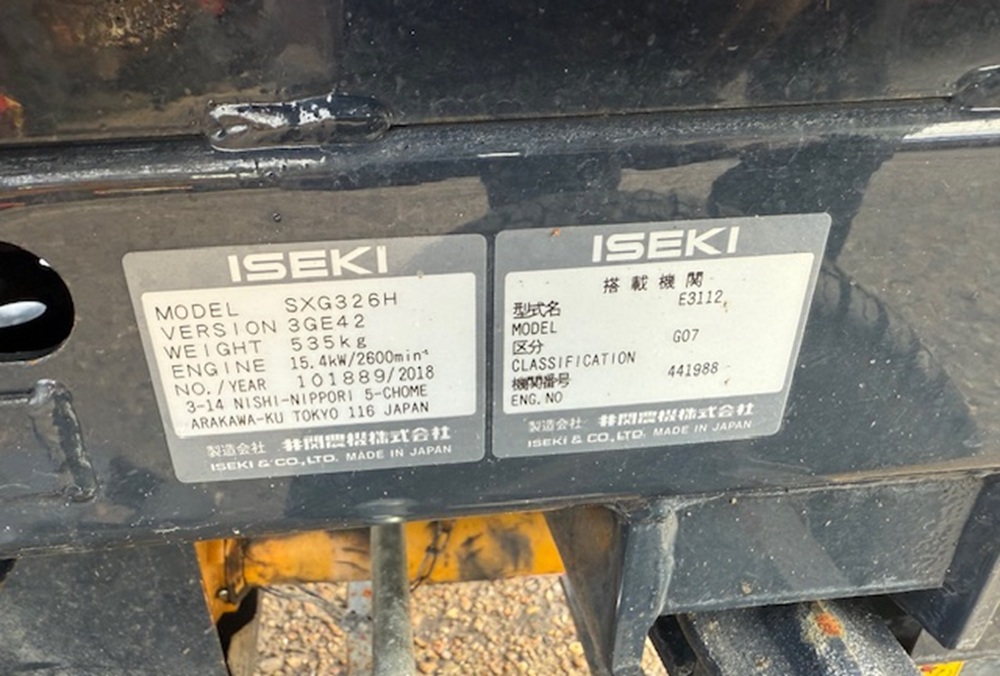 ISEKI
MODEL SXG326H
VERSION 3GE42
WEIGHT 535kg
ENGINE 15.4kW/2600min⁻¹
NO./YEAR 101889/2018
3-14 NISHI-NIPPORI 5-CHOME
ARAKAWA-KU TOKYO 116 JAPAN
製造会社 井関農機株式会社
ISEKI & CO., LTD. MADE IN JAPAN
ISEKI
搭載機関
型式名 E3112
MODEL
区分 G07
CLASSIFICATION
機関番号 441988
ENG. NO
製造会社 井関農機株式会社
ISEKI & CO., LTD. MADE IN JAPAN